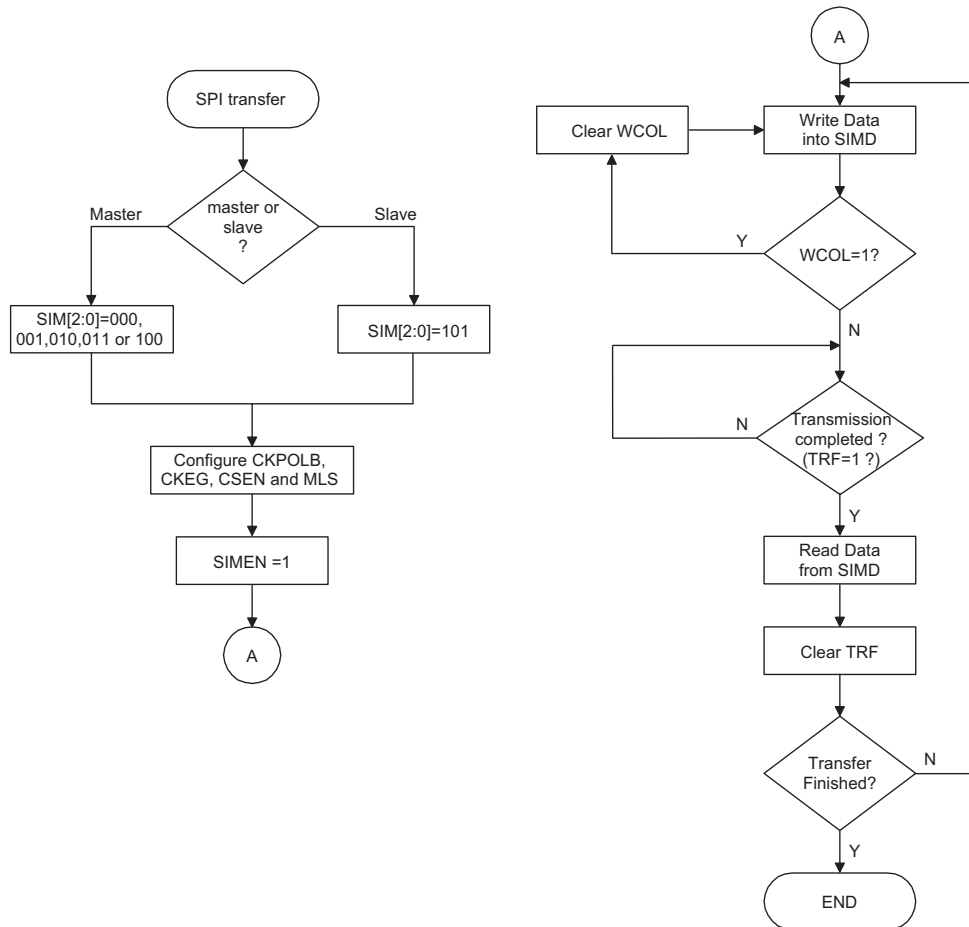 SPI transfer
master or
slave
?
Master
Slave
SIM[2:0]=000,
001,010,011 or 100
SIM[2:0]=101
Configure CKPOLB,
CKEG, CSEN and MLS
SIMEN =1
A
A
Write Data
into SIMD
Clear WCOL
Y
WCOL=1?
N
N
Transmission
completed ?
(TRF=1 ?)
Y
Read Data
from SIMD
Clear TRF
Transfer
Finished?
N
Y
END